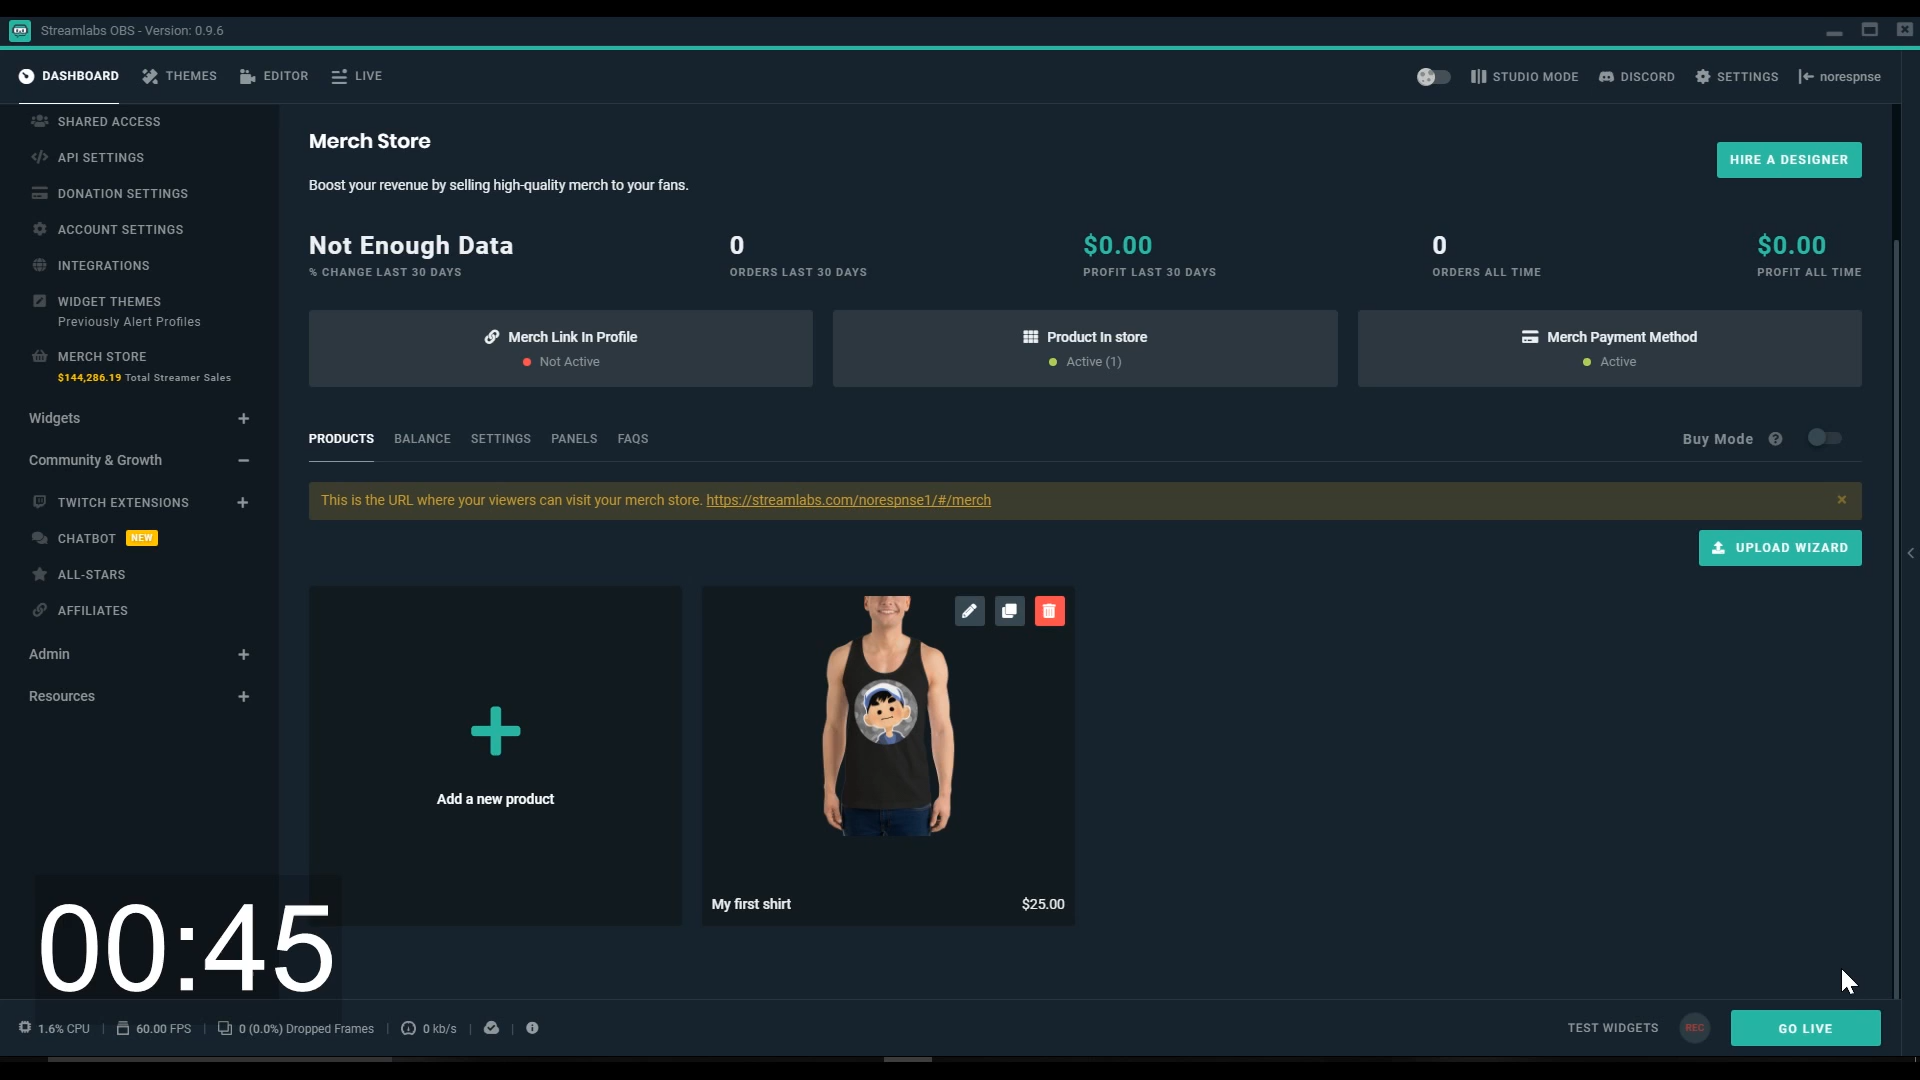 Streamlabs OBS - Version: 0.9.6
DASHBOARD THEMES EDITOR LIVE
STUDIO MODE DISCORD SETTINGS norespnse
SHARED ACCESS
API SETTINGS
DONATION SETTINGS
ACCOUNT SETTINGS
INTEGRATIONS
WIDGET THEMES
Previously Alert Profiles
MERCH STORE
$144,286.19 Total Streamer Sales
Widgets
Community & Growth
TWITCH EXTENSIONS
CHATBOT NEW
ALL-STARS
AFFILIATES
Admin
Resources
Merch Store
HIRE A DESIGNER
Boost your revenue by selling high-quality merch to your fans.
Not Enough Data 0 $0.00 0 $0.00
% CHANGE LAST 30 DAYS ORDERS LAST 30 DAYS PROFIT LAST 30 DAYS ORDERS ALL TIME PROFIT ALL TIME
Merch Link In Profile
Not Active
Product In store
Active (1)
Merch Payment Method
Active
PRODUCTS BALANCE SETTINGS PANELS FAQS
Buy Mode ?
This is the URL where your viewers can visit your merch store. https://streamlabs.com/norespnse1/#/merch
UPLOAD WIZARD
Add a new product
My first shirt $25.00
00:45
1.6% CPU | 60.00 FPS | 0 (0.0%) Dropped Frames | 0 kb/s
TEST WIDGETS REC GO LIVE